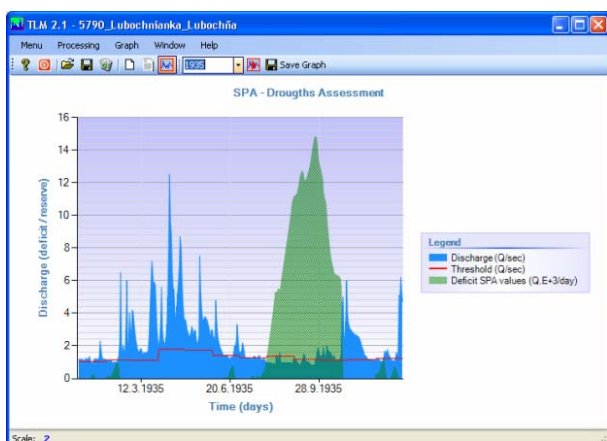 TLM 2.1 - 5790_Lubochnianka_Lubochňa
Menu Processing Graph Window Help
1935 Save Graph
SPA - Drougths Assessment
Discharge (deficit / reserve)
16
14
12
10
8
6
4
2
0
12.3.1935 20.6.1935 28.9.1935
Time (days)
Legend
Discharge (Q/sec)
Threshold (Q/sec)
Deficit SPA values (Q.E+3/day)
Scale: 2